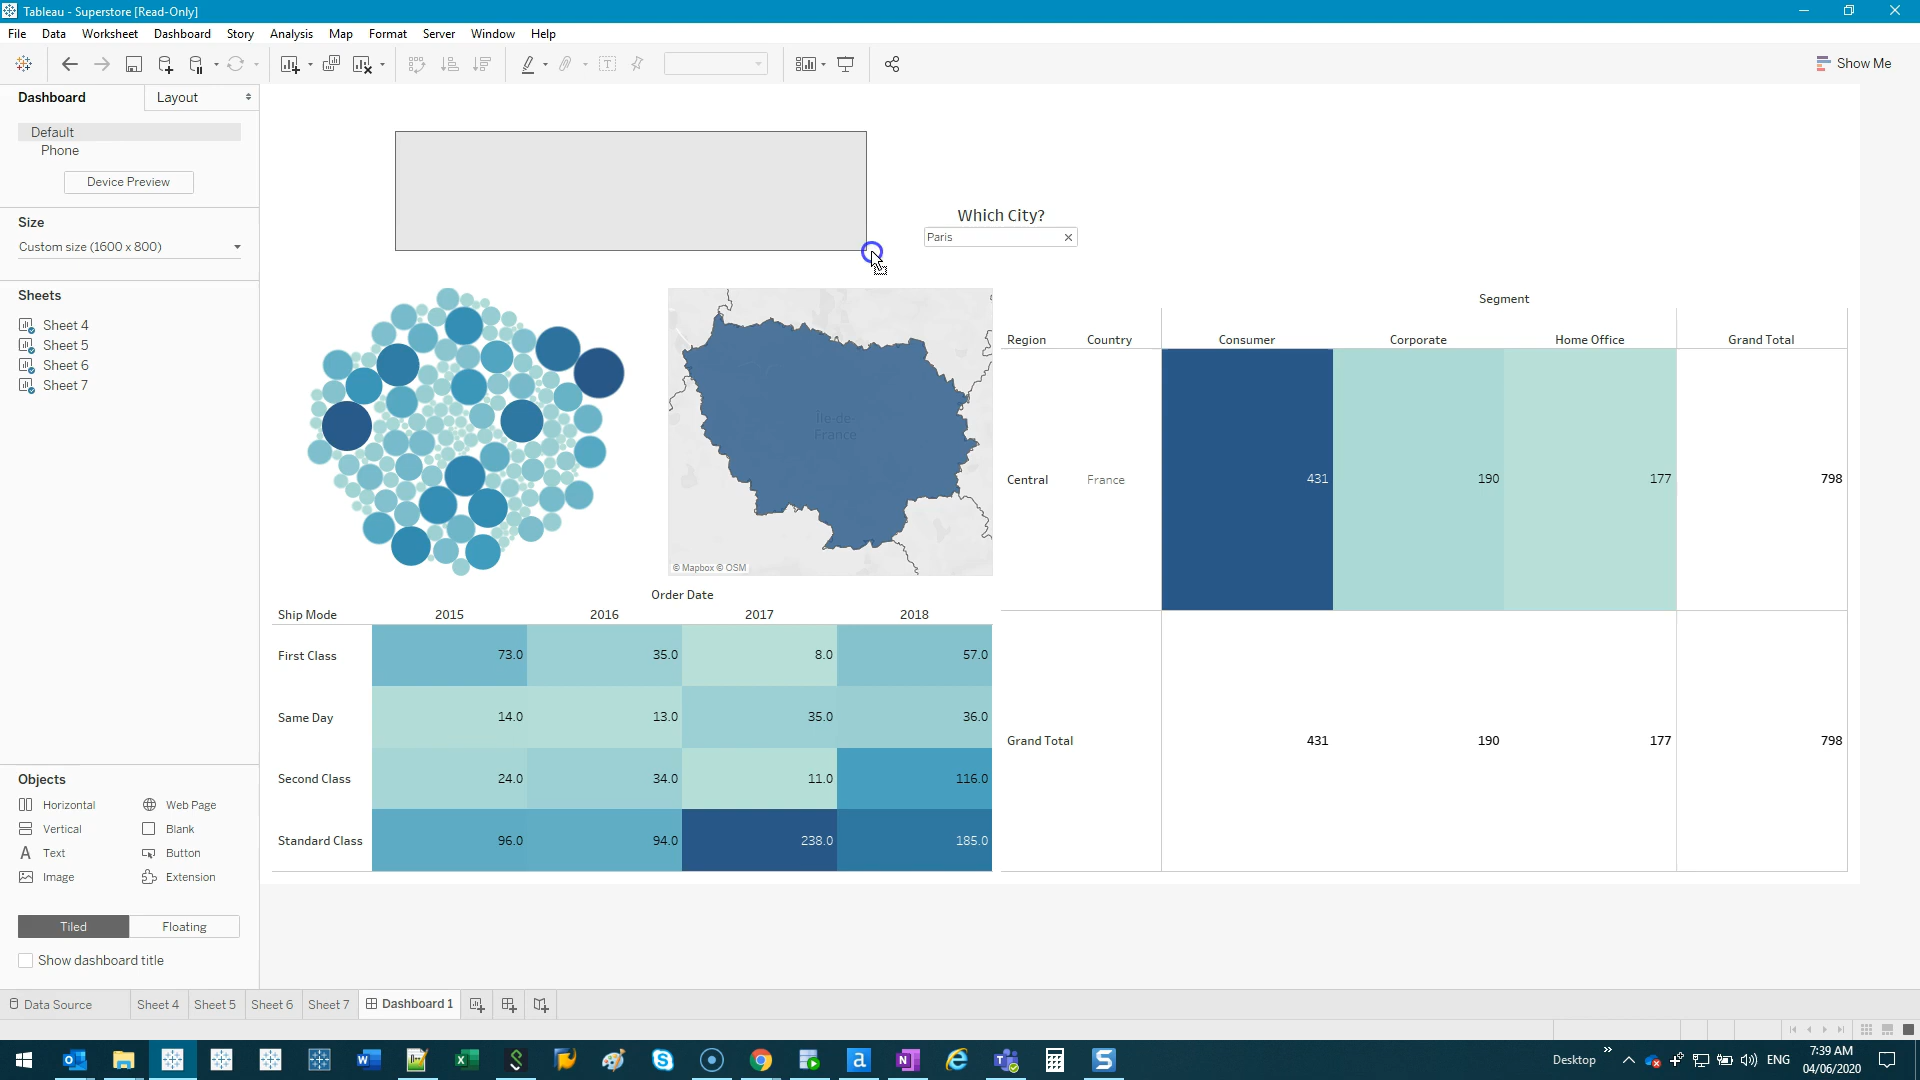 Tableau - Superstore [Read-Only]
File Data Worksheet Dashboard Story Analysis Map Format Server Window Help
Show Me
Dashboard Layout
Default
Phone
Device Preview
Size
Custom size (1600 x 800)
Sheets
Sheet 4
Sheet 5
Sheet 6
Sheet 7
Objects
Horizontal Web Page
Vertical Blank
Text Button
Image Extension
Tiled Floating
Show dashboard title
Which City?
Paris
Île-de-
France
© Mapbox © OSM
Segment
Region Country Consumer Corporate Home Office Grand Total
Central France 431 190 177 798
Grand Total 431 190 177 798
Order Date
Ship Mode 2015 2016 2017 2018
First Class 73.0 35.0 8.0 57.0
Same Day 14.0 13.0 35.0 36.0
Second Class 24.0 34.0 11.0 116.0
Standard Class 96.0 94.0 238.0 185.0
Data Source Sheet 4 Sheet 5 Sheet 6 Sheet 7 Dashboard 1
Desktop ENG 7:39 AM
04/06/2020